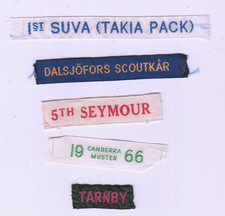 1ST SUVA (TAKIA PACK)
DALSJÖFORS SCOUTKÅR
5TH SEYMOUR
19 CANBERRA MUSTER 66
TARNBY